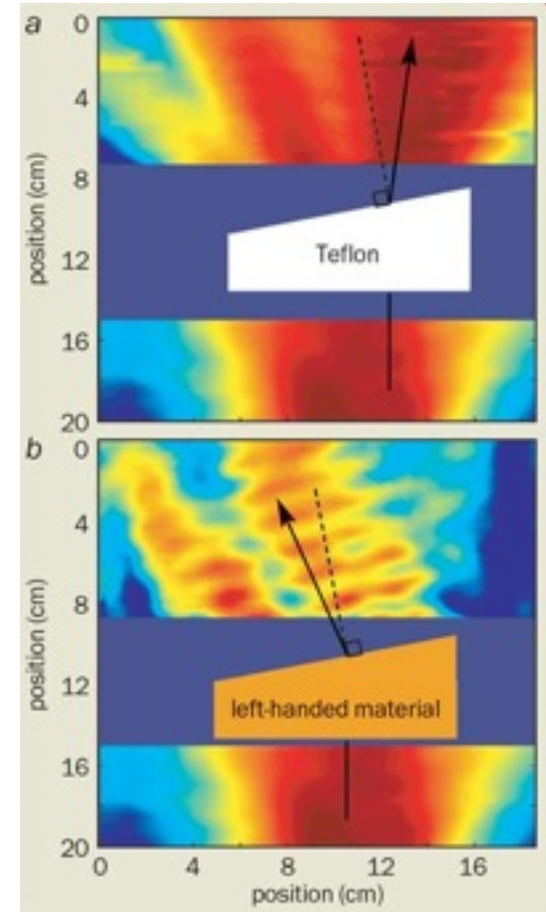 a
0
4
8
12
16
20
position (cm)
Teflon
b
0
4
8
12
16
20
position (cm)
left-handed material
0 4 8 12 16
position (cm)